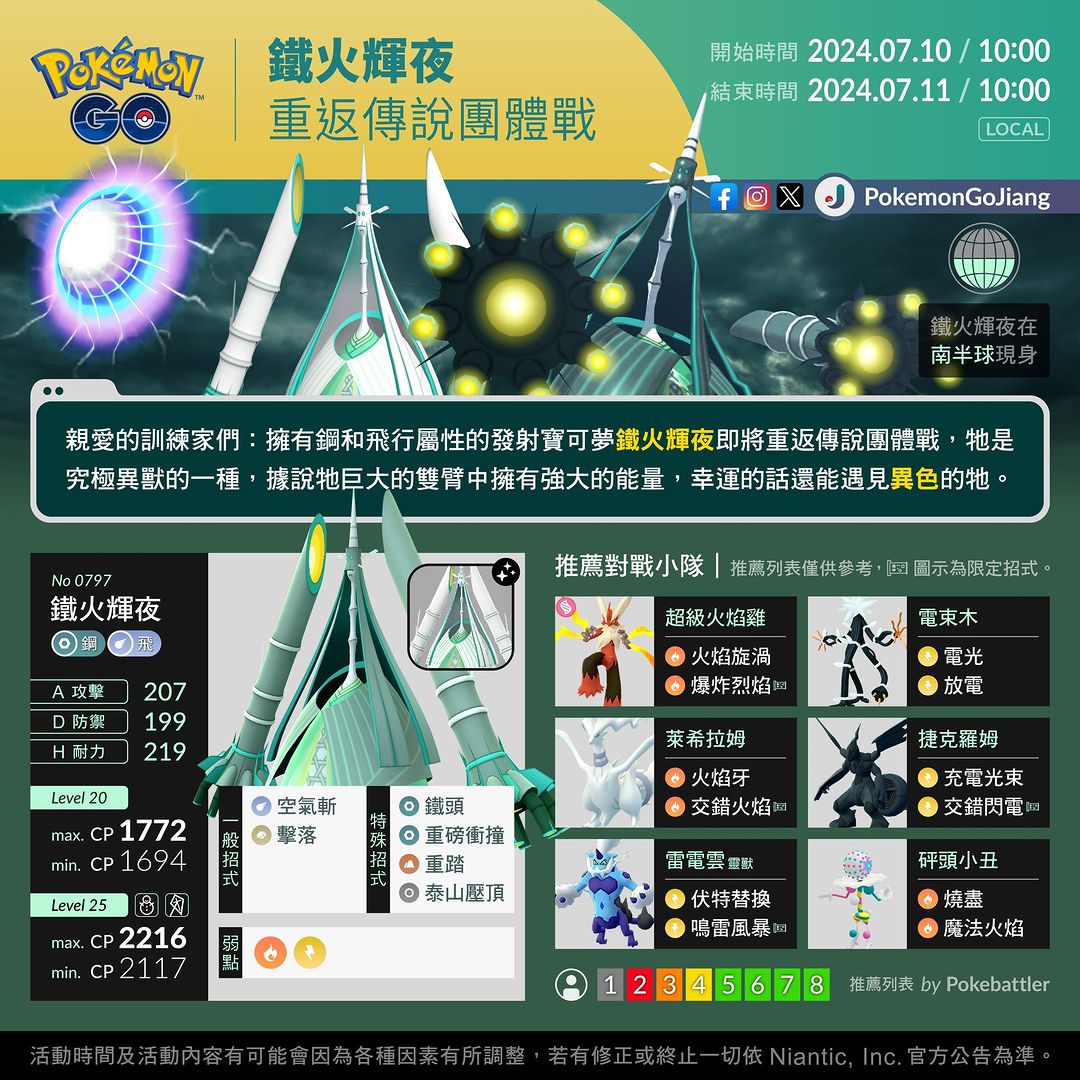 POKéMON GO™
鐵火輝夜
重返傳說團體戰
開始時間 2024.07.10 / 10:00
結束時間 2024.07.11 / 10:00
LOCAL
PokemonGoJiang
鐵火輝夜在
南半球現身
親愛的訓練家們：擁有鋼和飛行屬性的發射寶可夢鐵火輝夜即將重返傳說團體戰，牠是
究極異獸的一種，據說牠巨大的雙臂中擁有強大的能量，幸運的話還能遇見異色的牠。
No 0797
鐵火輝夜
鋼 飛
A 攻擊 207
D 防禦 199
H 耐力 219
Level 20
max. CP 1772
min. CP 1694
Level 25
max. CP 2216
min. CP 2117
一般招式
空氣斬
擊落
特殊招式
鐵頭
重磅衝撞
重踏
泰山壓頂
弱點
推薦對戰小隊｜推薦列表僅供參考，圖示為限定招式。
超級火焰雞
火焰旋渦
爆炸烈焰
電束木
電光
放電
萊希拉姆
火焰牙
交錯火焰
捷克羅姆
充電光束
交錯閃電
雷電雲 靈獸
伏特替換
鳴雷風暴
砰頭小丑
燒盡
魔法火焰
1 2 3 4 5 6 7 8
推薦列表 by Pokebattler
活動時間及活動內容有可能會因為各種因素有所調整，若有修正或終止一切依 Niantic, Inc. 官方公告為準。